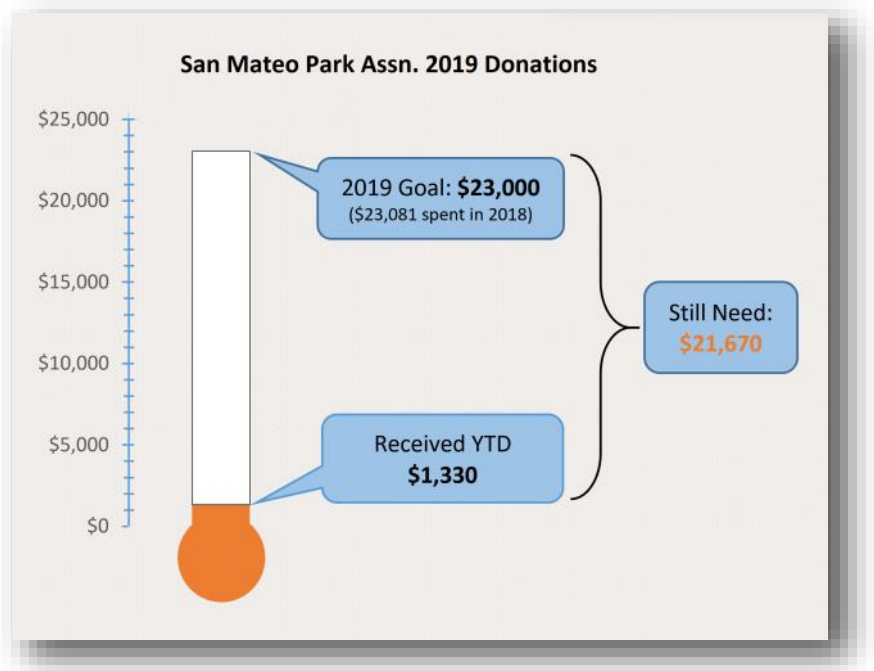 San Mateo Park Assn. 2019 Donations
$25,000
$20,000
$15,000
$10,000
$5,000
$0
2019 Goal: $23,000
($23,081 spent in 2018)
Received YTD
$1,330
Still Need:
$21,670